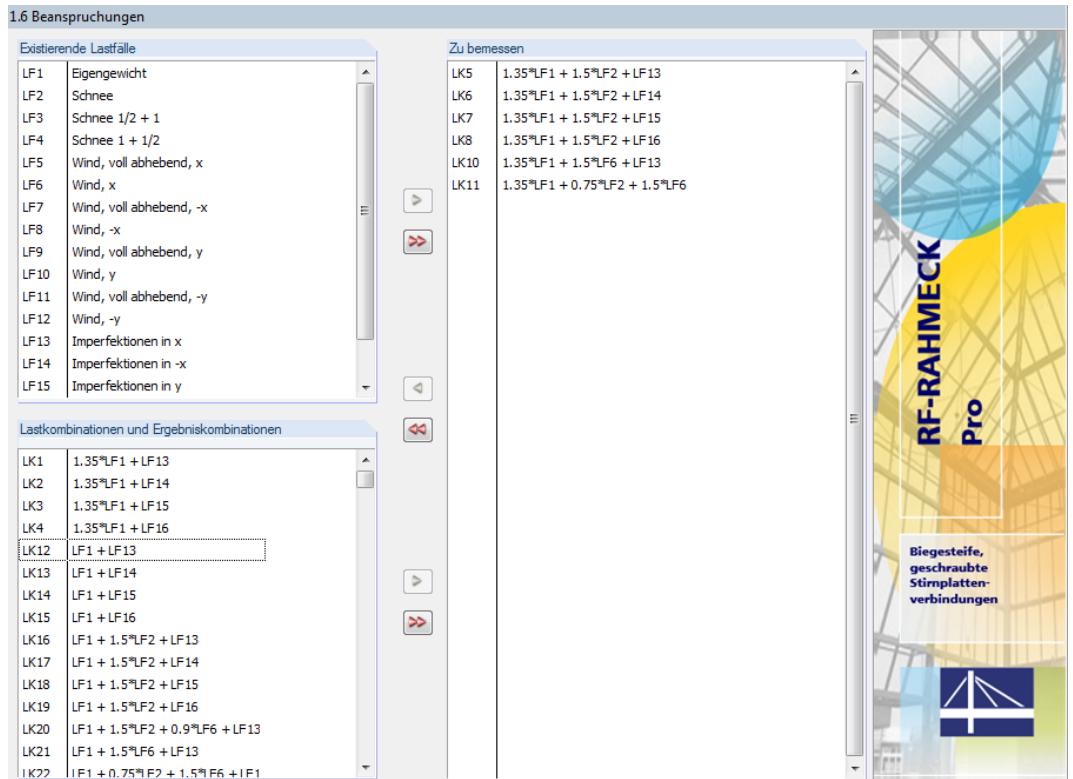 1.6 Beanspruchungen
Existierende Lastfälle
LF1 Eigengewicht
LF2 Schnee
LF3 Schnee 1/2 + 1
LF4 Schnee 1 + 1/2
LF5 Wind, voll abhebend, x
LF6 Wind, x
LF7 Wind, voll abhebend, -x
LF8 Wind, -x
LF9 Wind, voll abhebend, y
LF10 Wind, y
LF11 Wind, voll abhebend, -y
LF12 Wind, -y
LF13 Imperfektionen in x
LF14 Imperfektionen in -x
LF15 Imperfektionen in y
Lastkombinationen und Ergebniskombinationen
LK1 1.35*LF1 + LF13
LK2 1.35*LF1 + LF14
LK3 1.35*LF1 + LF15
LK4 1.35*LF1 + LF16
LK12 LF1 + LF13
LK13 LF1 + LF14
LK14 LF1 + LF15
LK15 LF1 + LF16
LK16 LF1 + 1.5*LF2 + LF13
LK17 LF1 + 1.5*LF2 + LF14
LK18 LF1 + 1.5*LF2 + LF15
LK19 LF1 + 1.5*LF2 + LF16
LK20 LF1 + 1.5*LF2 + 0.9*LF6 + LF13
LK21 LF1 + 1.5*LF6 + LF13
LK22 LF1 + 0.75*LF2 + 1.5*LF6 + LF1
Zu bemessen
LK5 1.35*LF1 + 1.5*LF2 + LF13
LK6 1.35*LF1 + 1.5*LF2 + LF14
LK7 1.35*LF1 + 1.5*LF2 + LF15
LK8 1.35*LF1 + 1.5*LF2 + LF16
LK10 1.35*LF1 + 1.5*LF6 + LF13
LK11 1.35*LF1 + 0.75*LF2 + 1.5*LF6
RF-RAHMECK
Pro
Biegesteife,
geschraubte
Stirnplatten-
verbindungen